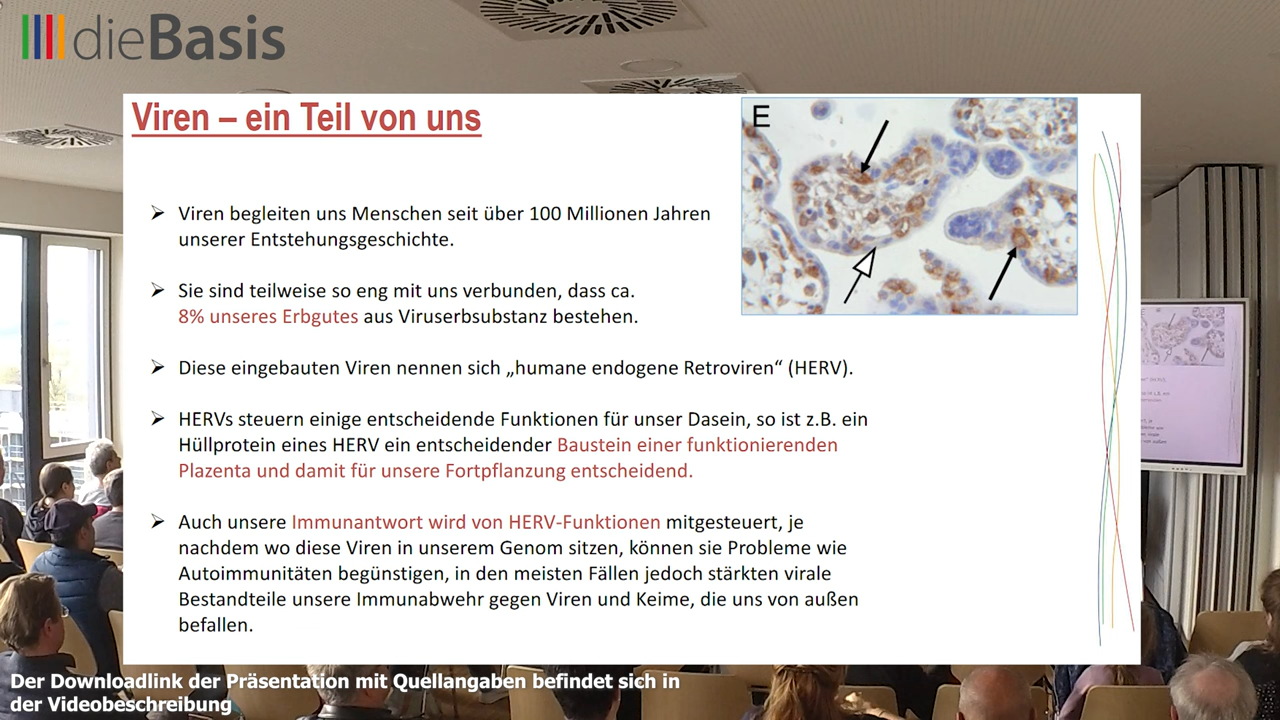 dieBasis
Viren – ein Teil von uns
E
➢ Viren begleiten uns Menschen seit über 100 Millionen Jahren
unserer Entstehungsgeschichte.
➢ Sie sind teilweise so eng mit uns verbunden, dass ca.
8% unseres Erbgutes aus Viruserbsubstanz bestehen.
➢ Diese eingebauten Viren nennen sich „humane endogene Retroviren“ (HERV).
➢ HERVs steuern einige entscheidende Funktionen für unser Dasein, so ist z.B. ein
Hüllprotein eines HERV ein entscheidender Baustein einer funktionierenden
Plazenta und damit für unsere Fortpflanzung entscheidend.
➢ Auch unsere Immunantwort wird von HERV-Funktionen mitgesteuert, je
nachdem wo diese Viren in unserem Genom sitzen, können sie Probleme wie
Autoimmunitäten begünstigen, in den meisten Fällen jedoch stärkten virale
Bestandteile unsere Immunabwehr gegen Viren und Keime, die uns von außen
befallen.
Der Downloadlink der Präsentation mit Quellangaben befindet sich in
der Videobeschreibung